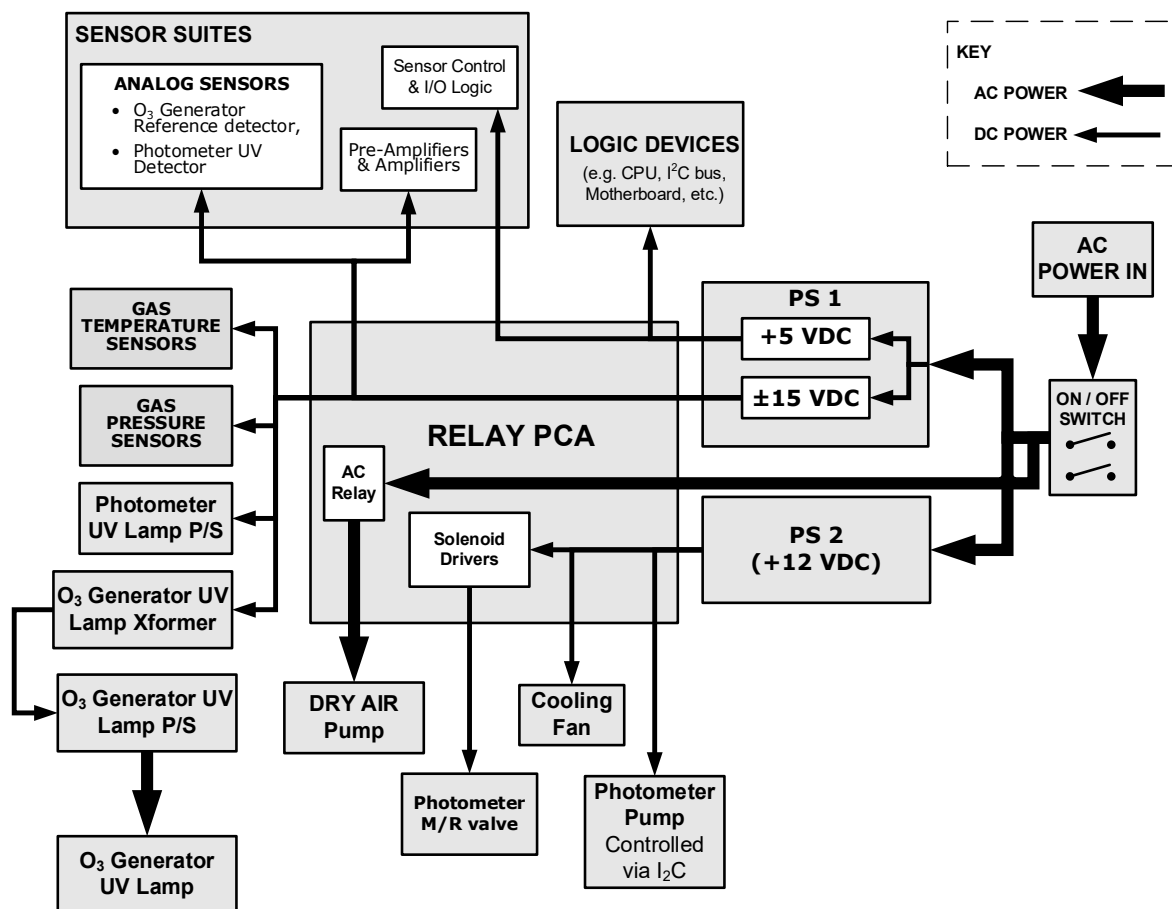 SENSOR SUITES
ANALOG SENSORS
• O₃ Generator
Reference detector,
• Photometer UV
Detector
Sensor Control
& I/O Logic
Pre-Amplifiers
& Amplifiers
LOGIC DEVICES
(e.g. CPU, I²C bus,
Motherboard, etc.)
KEY
AC POWER
DC POWER
AC
POWER IN
GAS
TEMPERATURE
SENSORS
GAS
PRESSURE
SENSORS
Photometer
UV Lamp P/S
O₃ Generator UV
Lamp Xformer
O₃ Generator UV
Lamp P/S
O₃ Generator
UV Lamp
RELAY PCA
AC
Relay
Solenoid
Drivers
PS 1
+5 VDC
±15 VDC
ON / OFF
SWITCH
PS 2
(+12 VDC)
DRY AIR
Pump
Cooling
Fan
Photometer
M/R valve
Photometer
Pump
Controlled
via I₂C